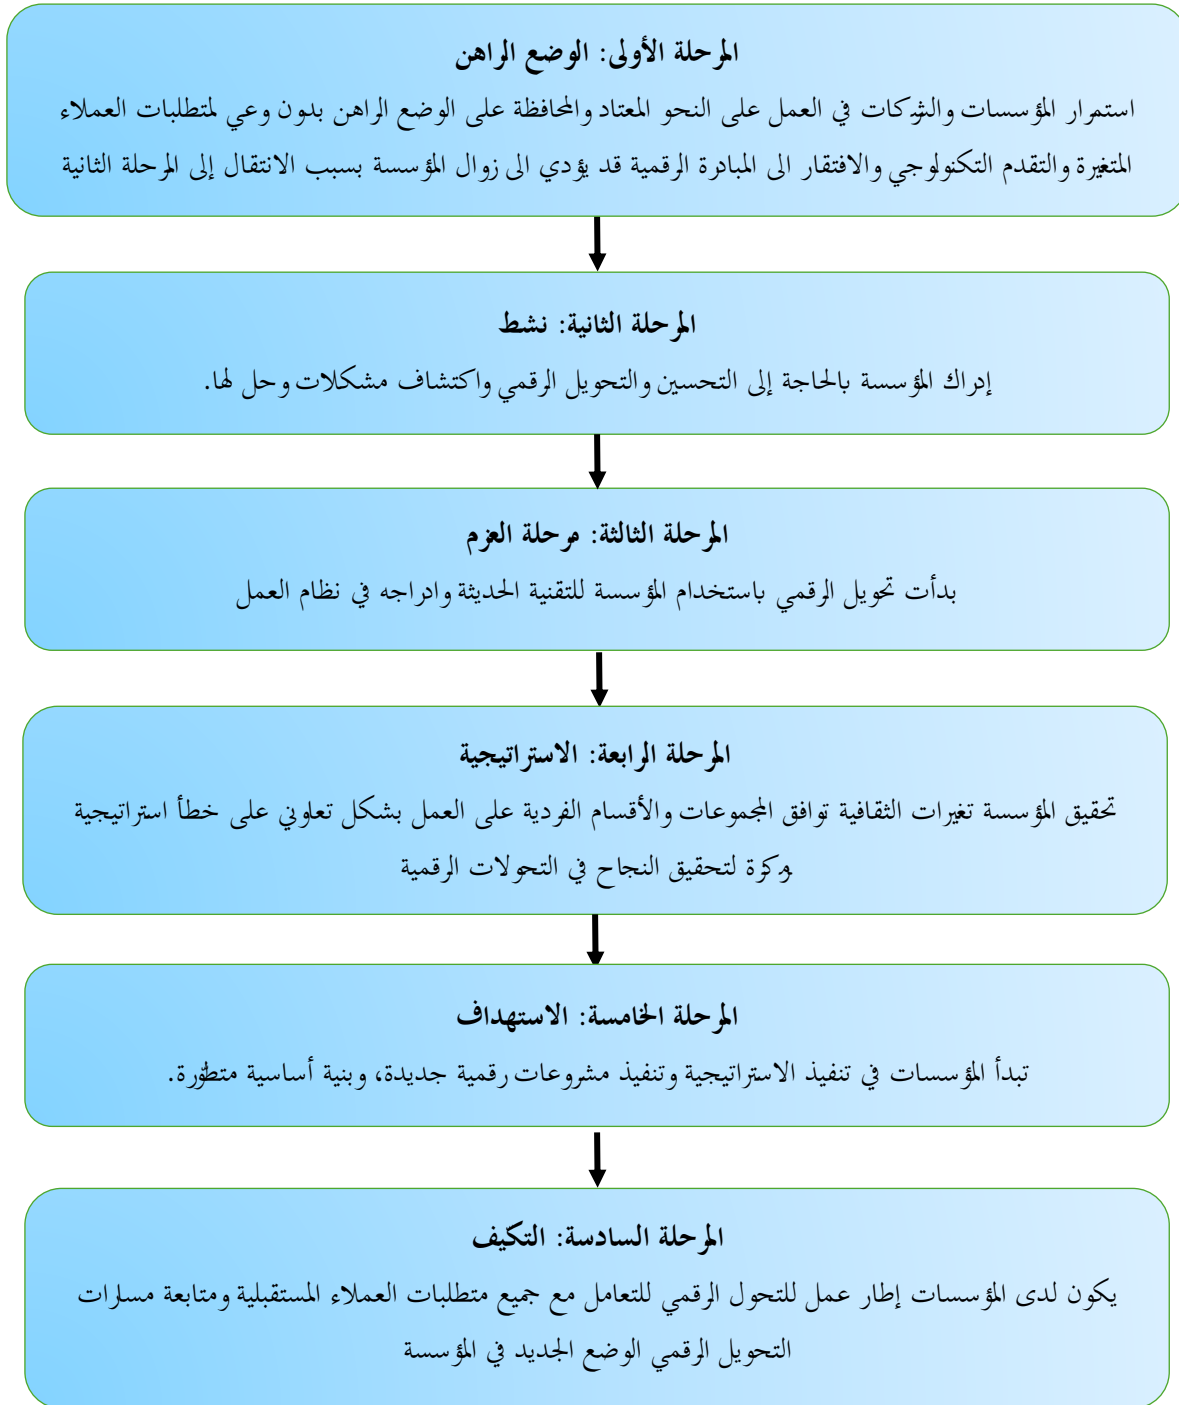 المرحلة الأولى: الوضع الراهن
استمرار المؤسسات والشركات في العمل على النحو المعتاد والمحافظة على الوضع الراهن بدون وعي لمتطلبات العملاء
المتغيرة والتقدم التكنولوجي والافتقار الى المبادرة الرقمية قد يؤدي الى زوال المؤسسة بسبب الانتقال إلى المرحلة الثانية
المرحلة الثانية: نشط
إدراك المؤسسة بالحاجة إلى التحسين والتحويل الرقمي واكتشاف مشكلات وحل لها.
المرحلة الثالثة: مرحلة العزم
بدأت تحويل الرقمي باستخدام المؤسسة للتقنية الحديثة وادراجه في نظام العمل
المرحلة الرابعة: الاستراتيجية
تحقيق المؤسسة تغيرات الثقافية توافق المجموعات والأقسام الفردية على العمل بشكل تعاوني على خطأ استراتيجية
مركزة لتحقيق النجاح في التحولات الرقمية
المرحلة الخامسة: الاستهداف
تبدأ المؤسسات في تنفيذ الاستراتيجية وتنفيذ مشروعات رقمية جديدة، وبنية أساسية متطورة.
المرحلة السادسة: التكيف
يكون لدى المؤسسات إطار عمل للتحول الرقمي للتعامل مع جميع متطلبات العملاء المستقبلية ومتابعة مسارات
التحويل الرقمي الوضع الجديد في المؤسسة